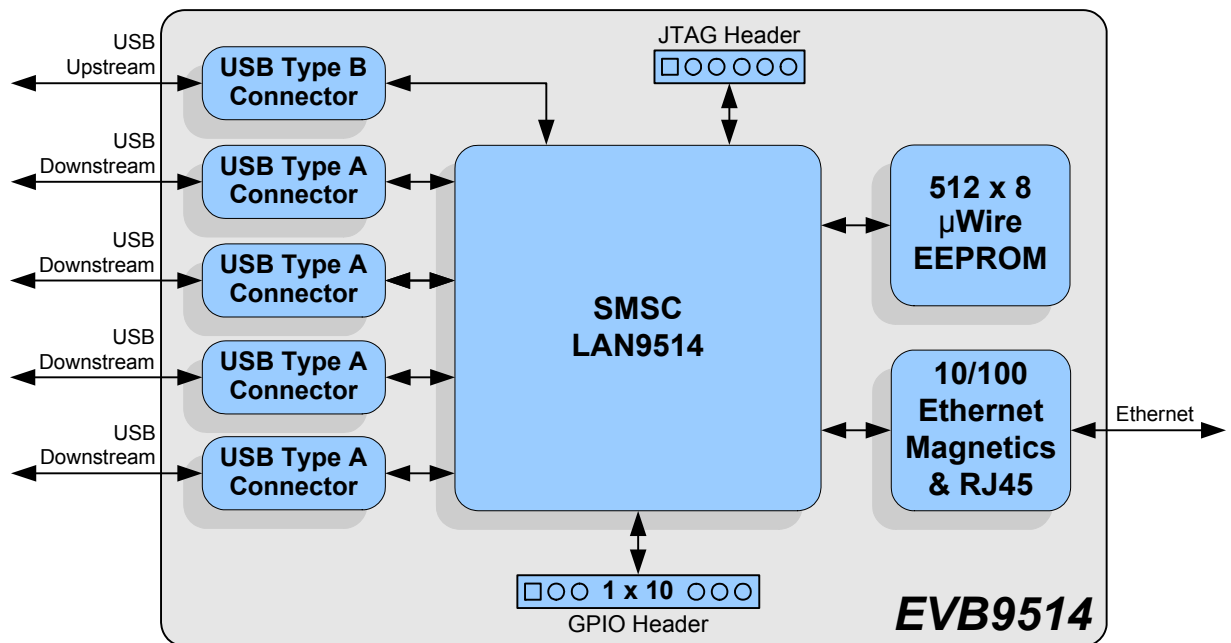 USB
Upstream
USB Type B
Connector
JTAG Header
USB
Downstream
USB Type A
Connector
USB
Downstream
USB Type A
Connector
USB
Downstream
USB Type A
Connector
USB
Downstream
USB Type A
Connector
SMSC
LAN9514
512 x 8
µWire
EEPROM
10/100
Ethernet
Magnetics
& RJ45
Ethernet
1 x 10
GPIO Header
EVB9514